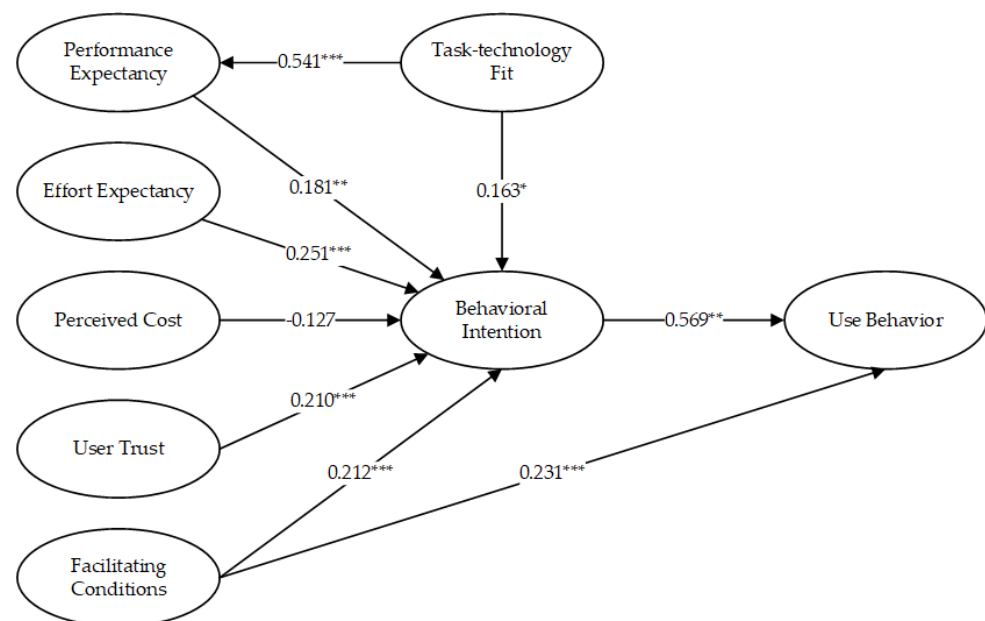 Performance
Expectancy
0.541***
Task-technology
Fit
Effort Expectancy
0.181**
0.163*
0.251***
Perceived Cost
-0.127
Behavioral
Intention
0.569**
Use Behavior
User Trust
0.210***
0.212***
0.231***
Facilitating
Conditions